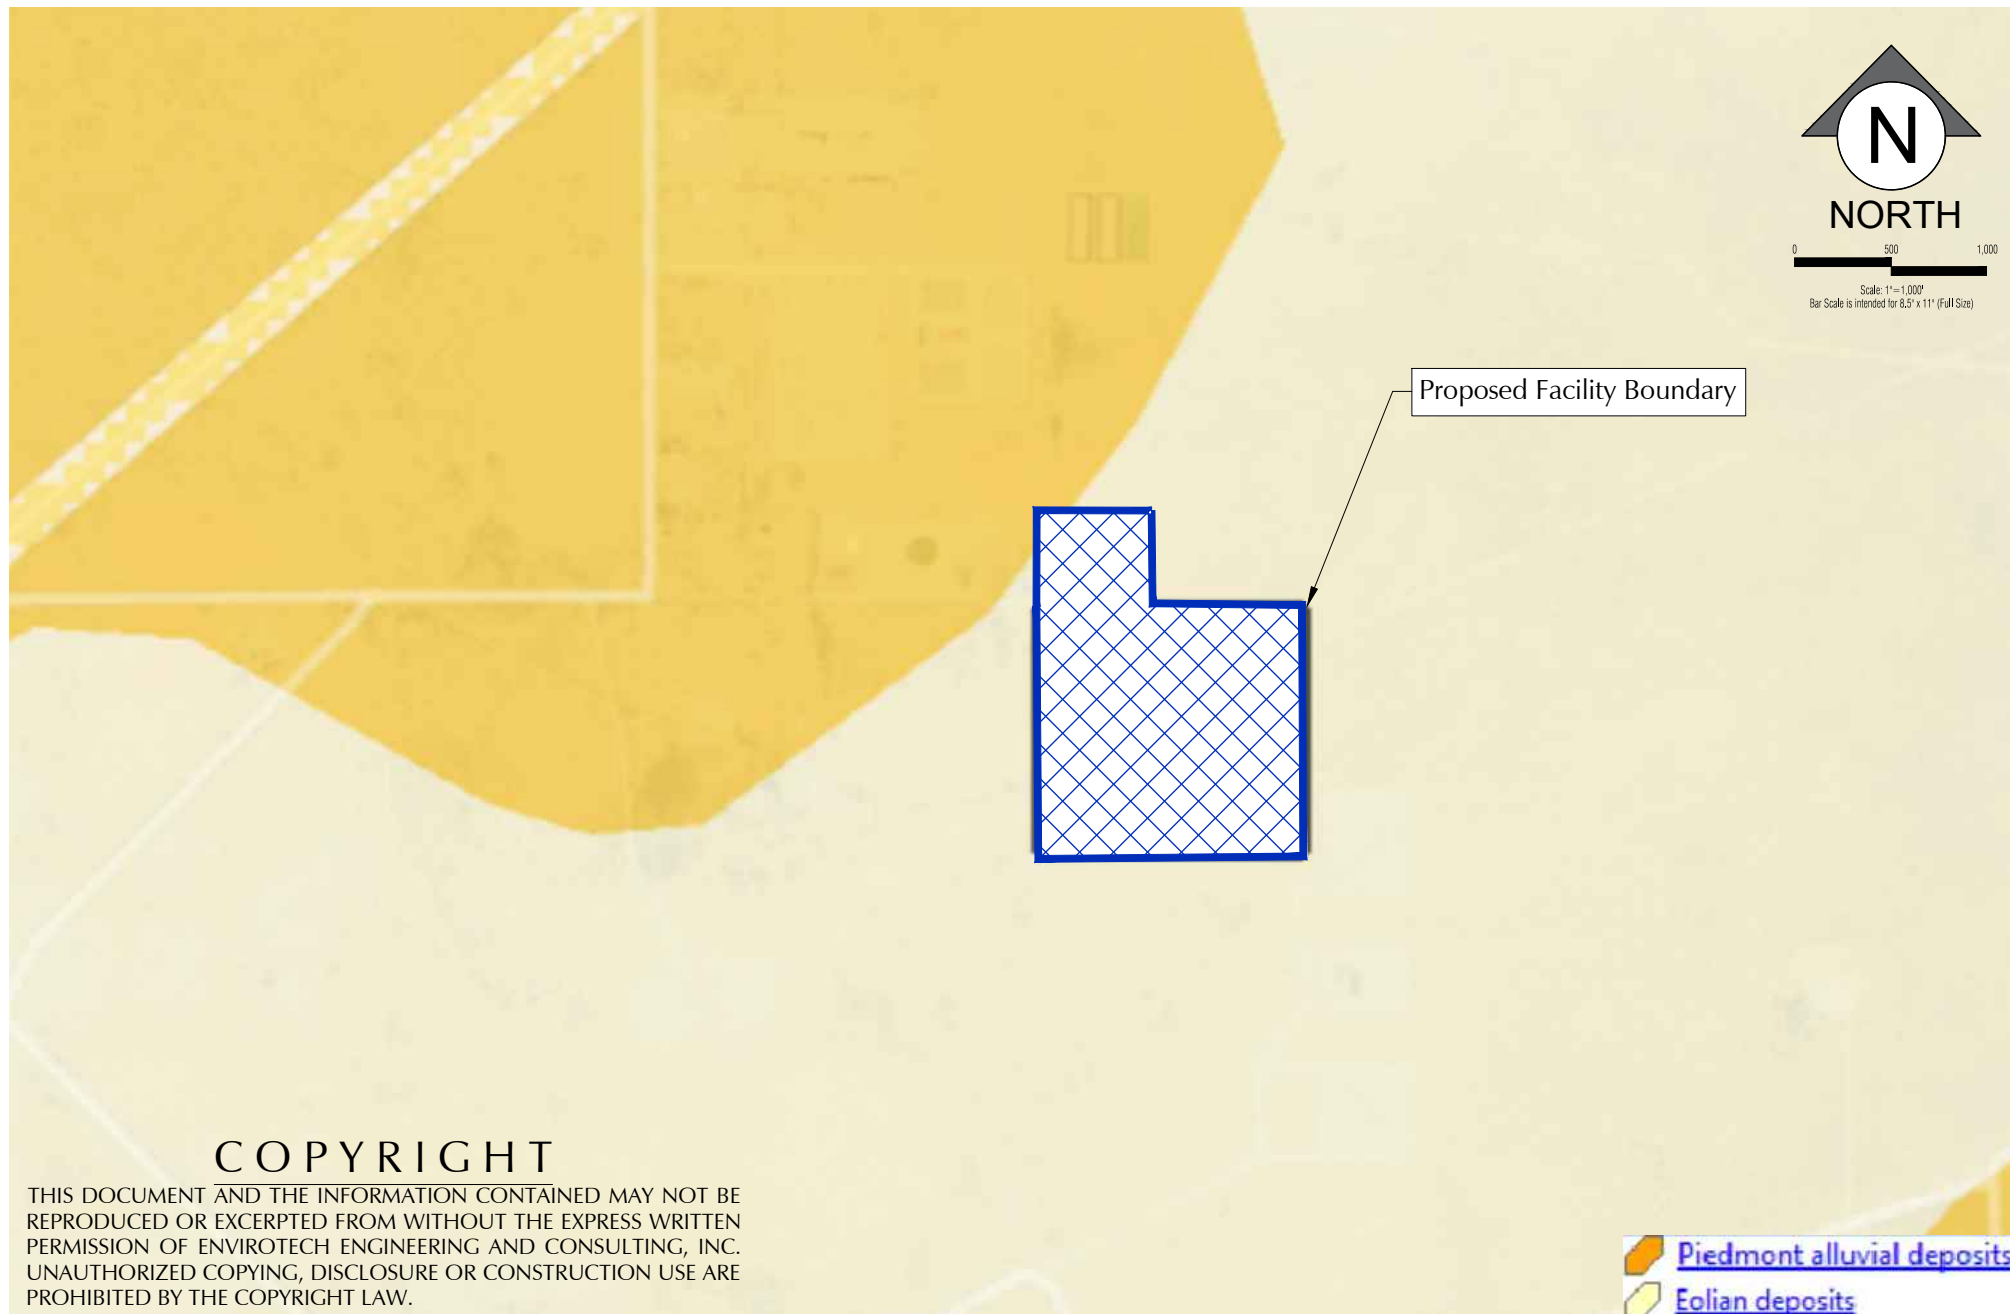 N
NORTH
0 500 1,000
Scale: 1"=1,000'
Bar Scale is intended for 8.5" x 11" (Full Size)
Proposed Facility Boundary
COPYRIGHT
THIS DOCUMENT AND THE INFORMATION CONTAINED MAY NOT BE
REPRODUCED OR EXCERPTED FROM WITHOUT THE EXPRESS WRITTEN
PERMISSION OF ENVIROTECH ENGINEERING AND CONSULTING, INC.
UNAUTHORIZED COPYING, DISCLOSURE OR CONSTRUCTION USE ARE
PROHIBITED BY THE COPYRIGHT LAW.
Piedmont alluvial deposits
Eolian deposits